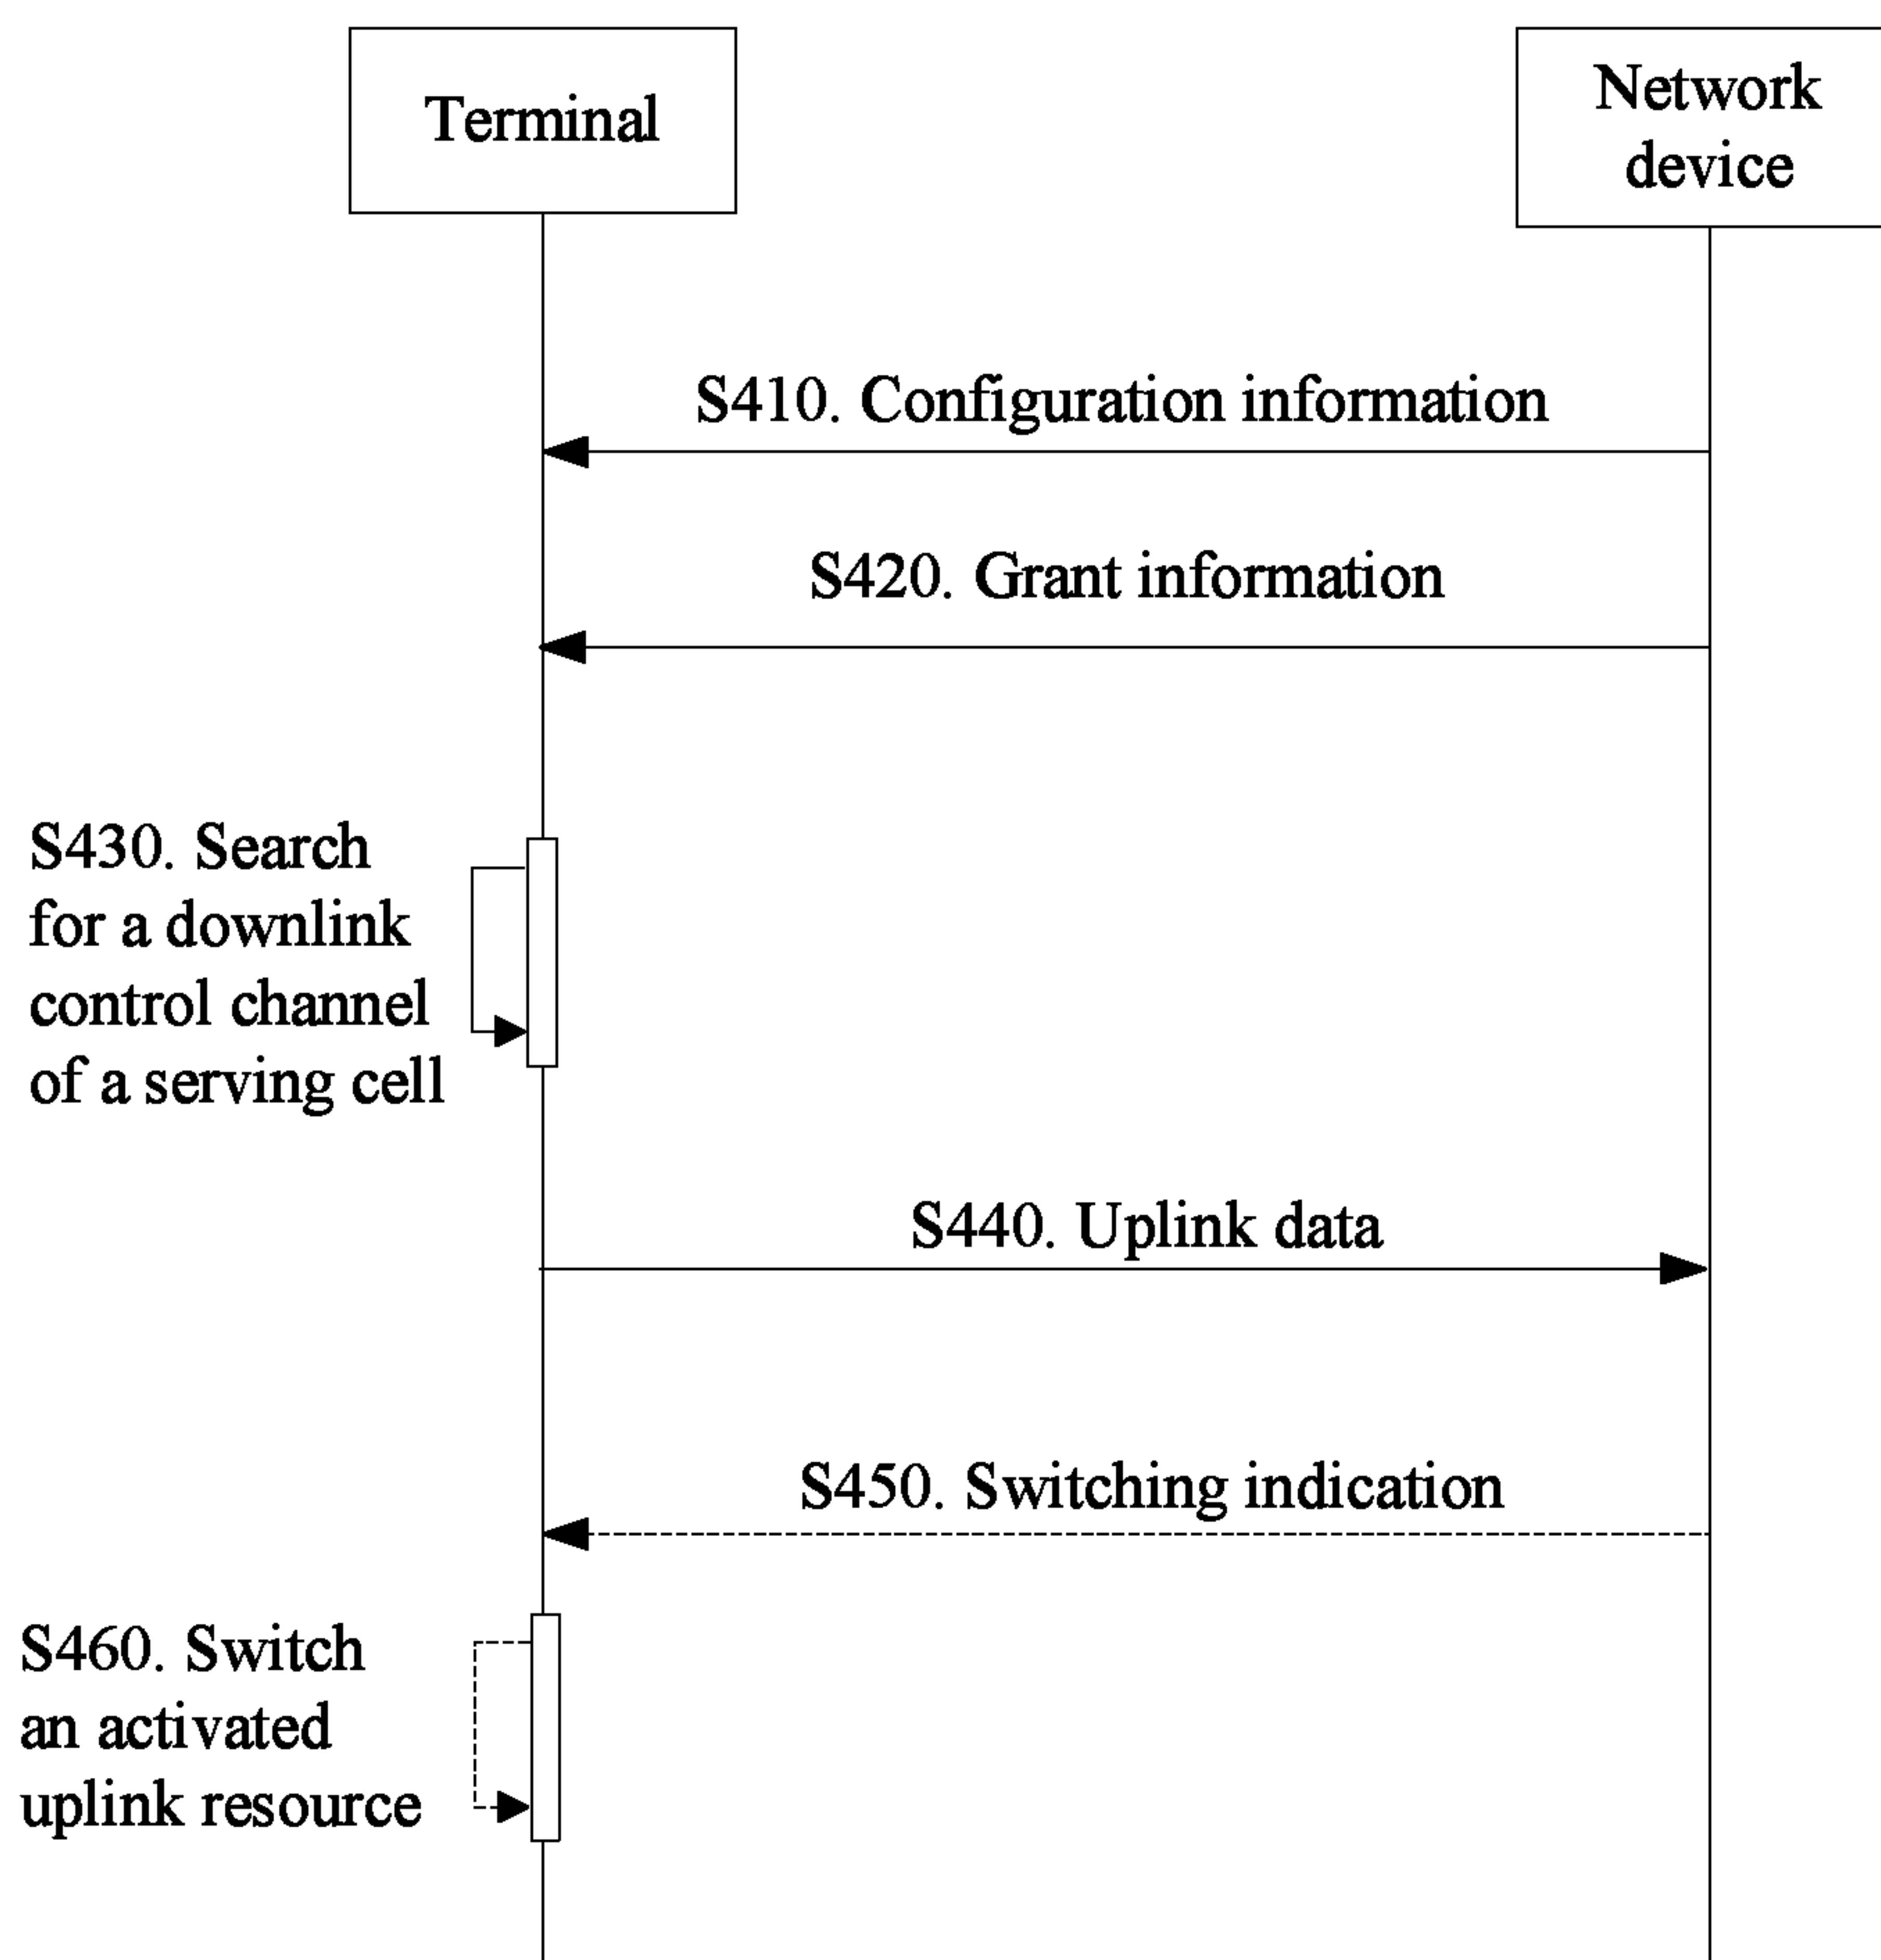 Terminal
Network
device
S410. Configuration information
S420. Grant information
S430. Search
for a downlink
control channel
of a serving cell
S440. Uplink data
S450. Switching indication
S460. Switch
an activated
uplink resource